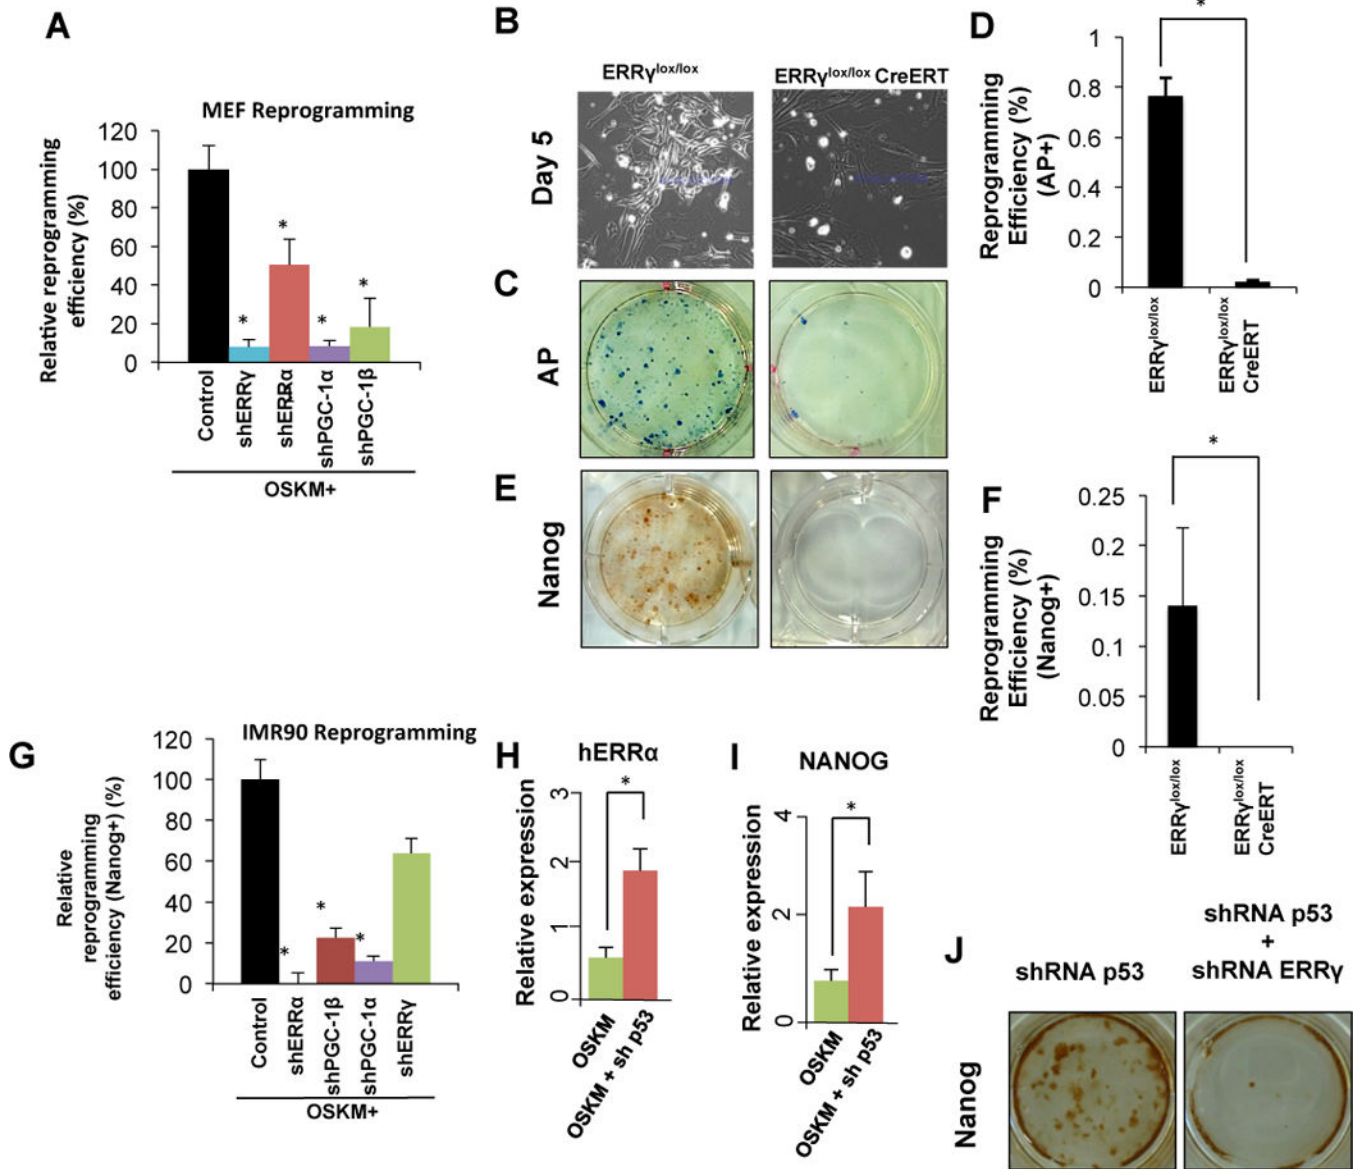 A
MEF Reprogramming
Relative reprogramming
efficiency (%)
120
100
80
60
40
20
0
*
*
*
*
Control
shERRγ
shERRα
shPGC-1α
shPGC-1β
OSKM+
B
ERRγlox/lox
ERRγlox/lox CreERT
Day 5
C
AP
E
Nanog
D
*
Reprogramming
Efficiency (%)
(AP+)
1
0.8
0.6
0.4
0.2
0
ERRγlox/lox
ERRγlox/lox
CreERT
F
*
Reprogramming
Efficiency (%)
(Nanog+)
0.25
0.2
0.15
0.1
0.05
0
ERRγlox/lox
ERRγlox/lox
CreERT
G
IMR90 Reprogramming
Relative
reprogramming
efficiency (Nanog+) (%)
120
100
80
60
40
20
0
*
*
*
Control
shERRα
shPGC-1β
shPGC-1α
shERRγ
OSKM+
H
hERRα
*
Relative expression
3
2
1
0
OSKM
OSKM + sh p53
I
NANOG
*
Relative expression
4
2
0
OSKM
OSKM + sh p53
J
shRNA p53
shRNA p53
+
shRNA ERRγ
Nanog